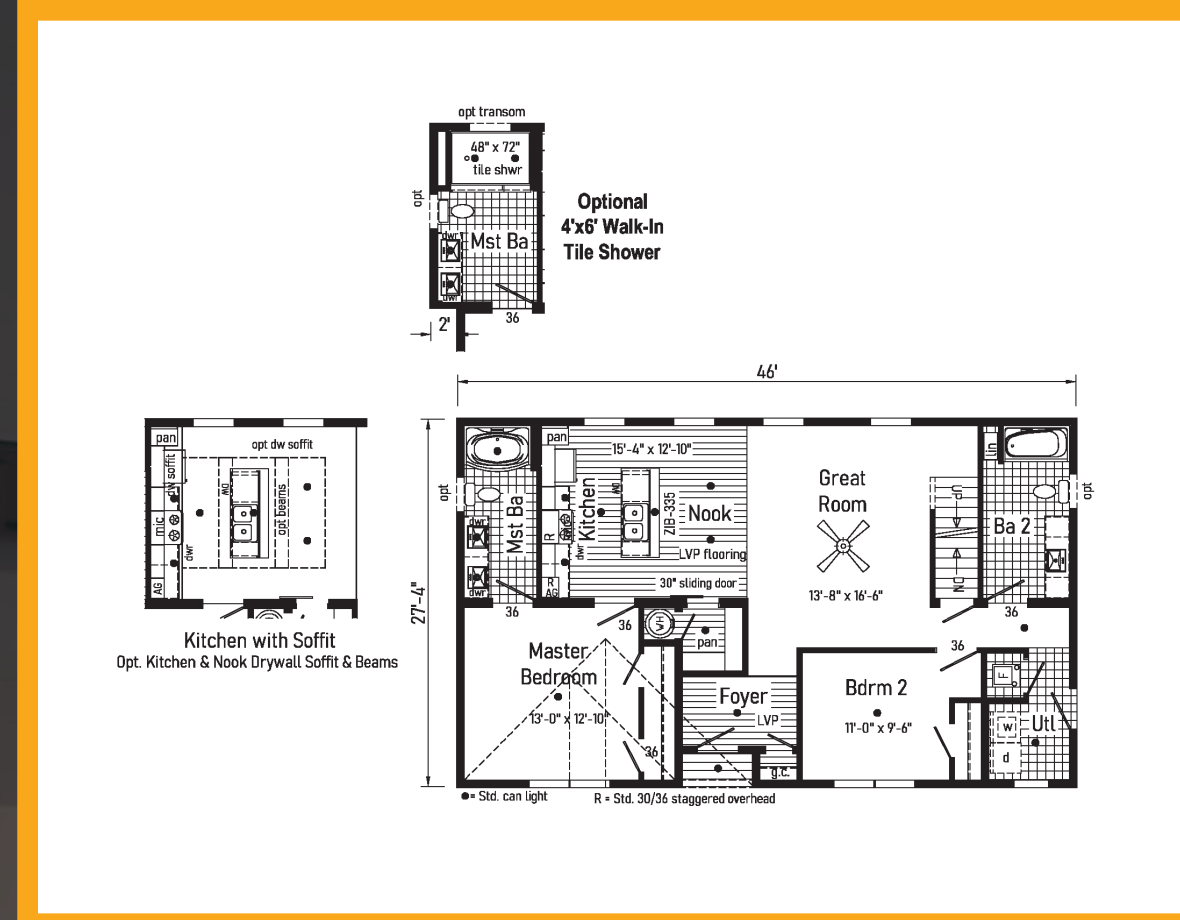 opt transom
48" x 72"
tile shwr
opt
dwr
Mst Ba
dwr
2'
36
Optional
4'x6' Walk-In
Tile Shower
46'
27'-4"
pan
opt dw soffit
dw soffit
DW
opt beams
mic
dwr
AG
Kitchen with Soffit
Opt. Kitchen & Nook Drywall Soffit & Beams
opt
Mst Ba
dwr
dwr
36
pan
15'-4" x 12'-10"
Kitchen
DW
ZIB-335
Nook
R
dwr
LVP flooring
R
AG
30" sliding door
Great
Room
13'-8" x 16'-6"
UP
DN
lin
Ba 2
opt
36
36
WH
pan
36
Master
Bedroom
13'-0" x 12'-10"
36
Foyer
LVP
g.c.
Bdrm 2
11'-0" x 9'-6"
F
w
d
Utl
= Std. can light
R = Std. 30/36 staggered overhead